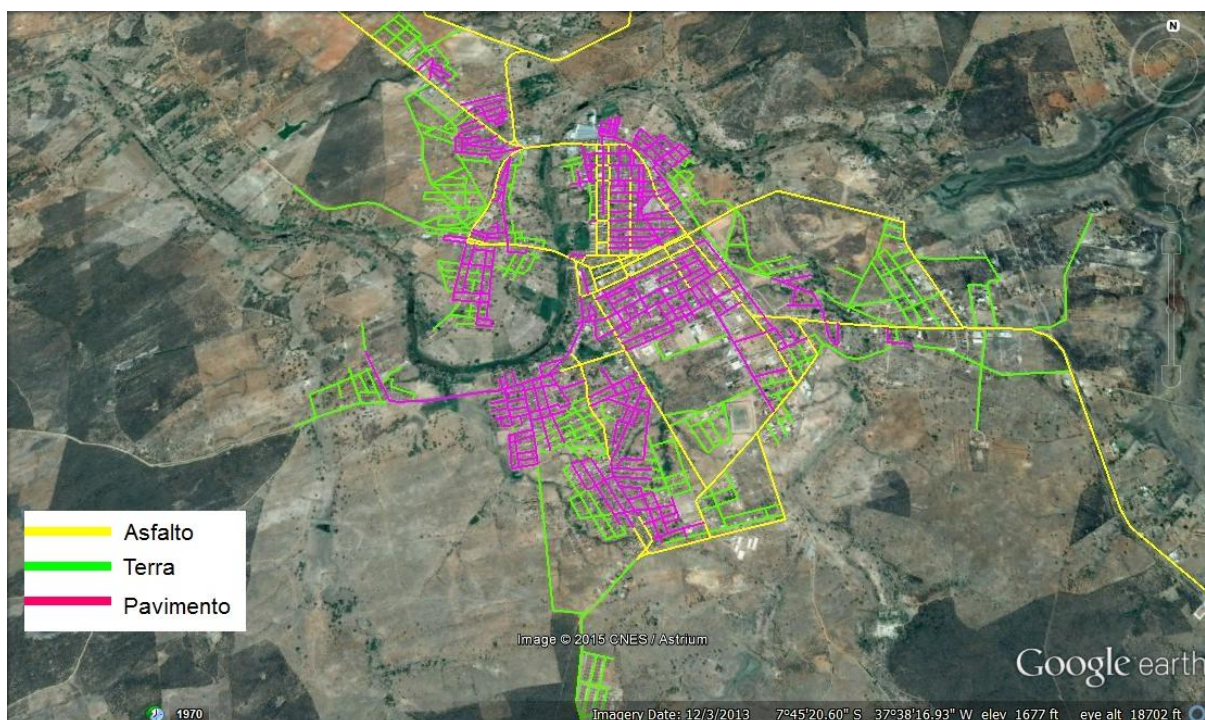 N
Asfalto
Terra
Pavimento
Image © 2015 CNES / Astrium
Google earth
1970
Imagery Date: 12/3/2013 7°45'20.60" S 37°38'16.93" W elev 1677 ft eye alt 18702 ft